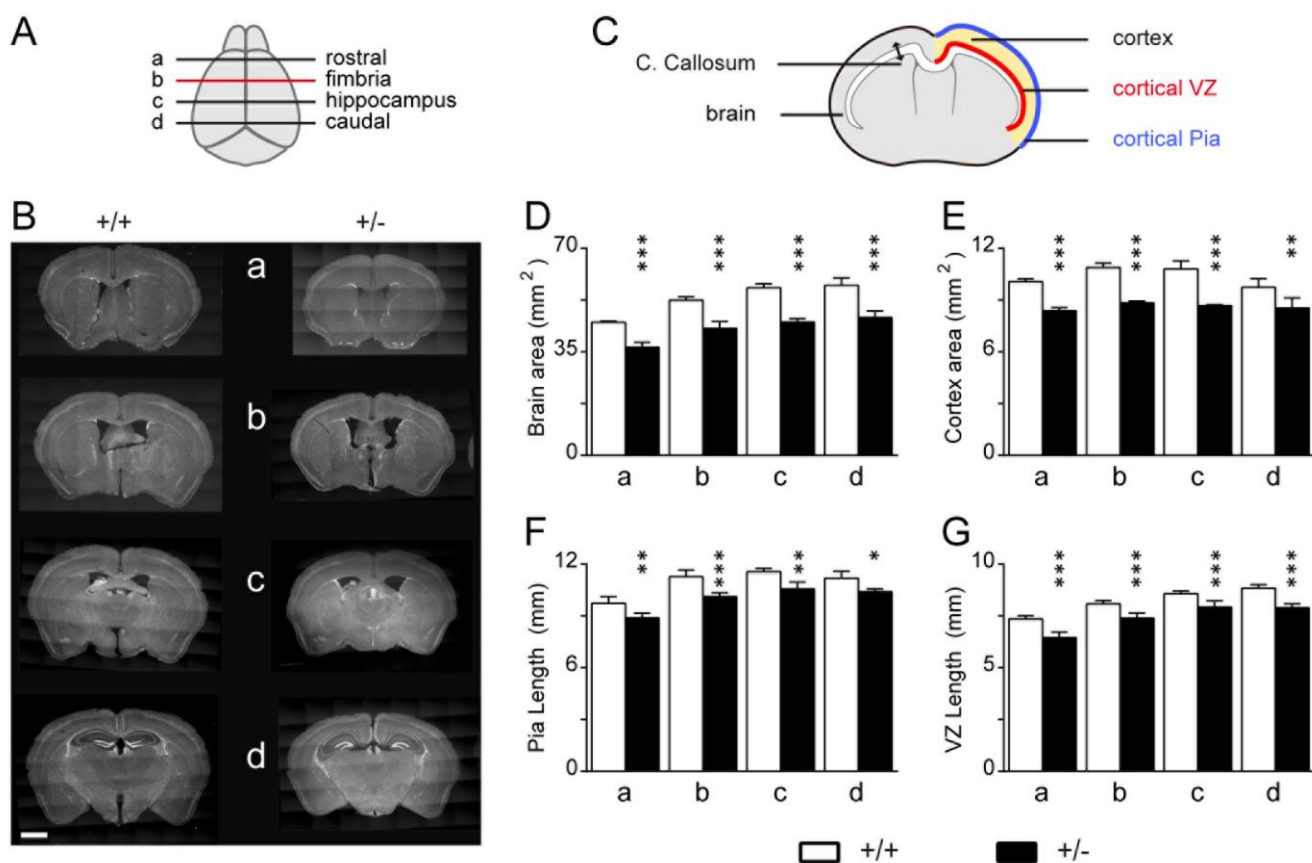 A
a rostral
b fimbria
c hippocampus
d caudal
C
C. Callosum
brain
cortex
cortical VZ
cortical Pia
B
+/+ +/-
a
b
c
d
D
Brain area (mm²)
70
35
0
*** *** *** ***
a b c d
E
Cortex area (mm²)
12
6
0
*** *** *** **
a b c d
F
Pia Length (mm)
12
6
0
** *** ** *
a b c d
G
VZ Length (mm)
10
5
0
*** *** *** ***
a b c d
+/+ +/-